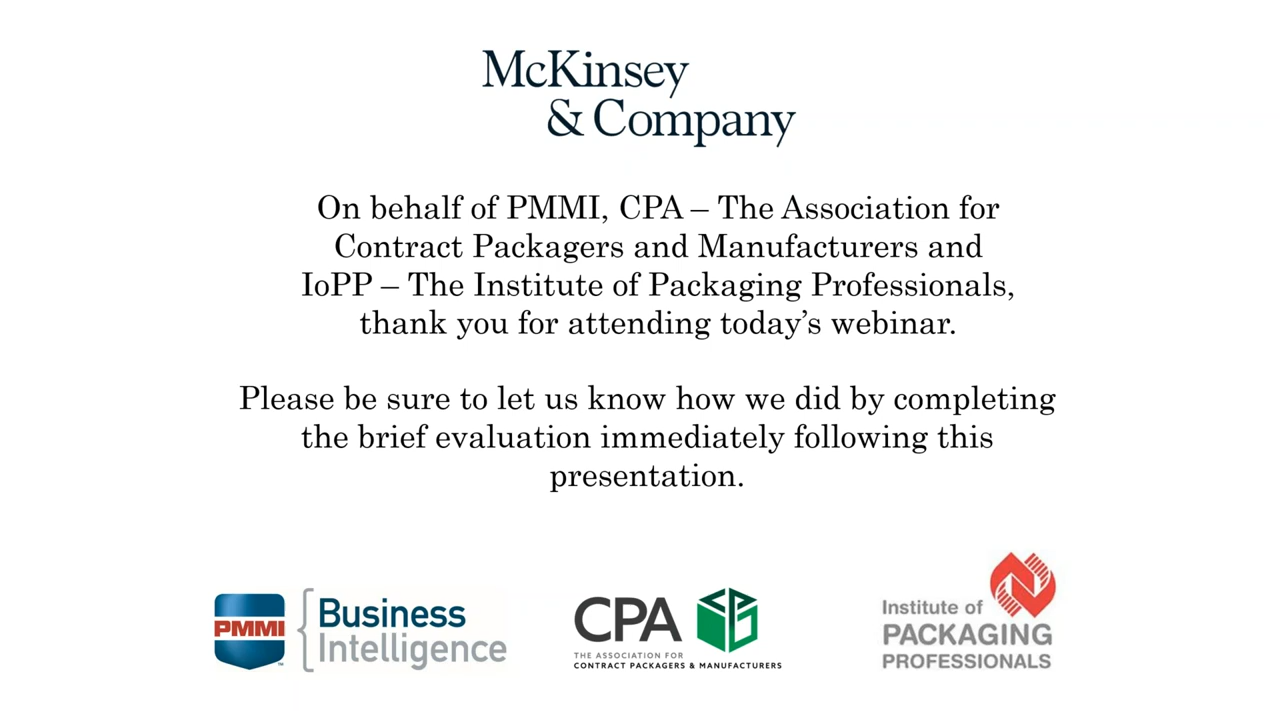 McKinsey
& Company
On behalf of PMMI, CPA – The Association for
Contract Packagers and Manufacturers and
IoPP – The Institute of Packaging Professionals,
thank you for attending today’s webinar.
Please be sure to let us know how we did by completing
the brief evaluation immediately following this
presentation.
PMMI
TM
Business
Intelligence
CPA
THE ASSOCIATION FOR
CONTRACT PACKAGERS & MANUFACTURERS
Institute of
PACKAGING
PROFESSIONALS